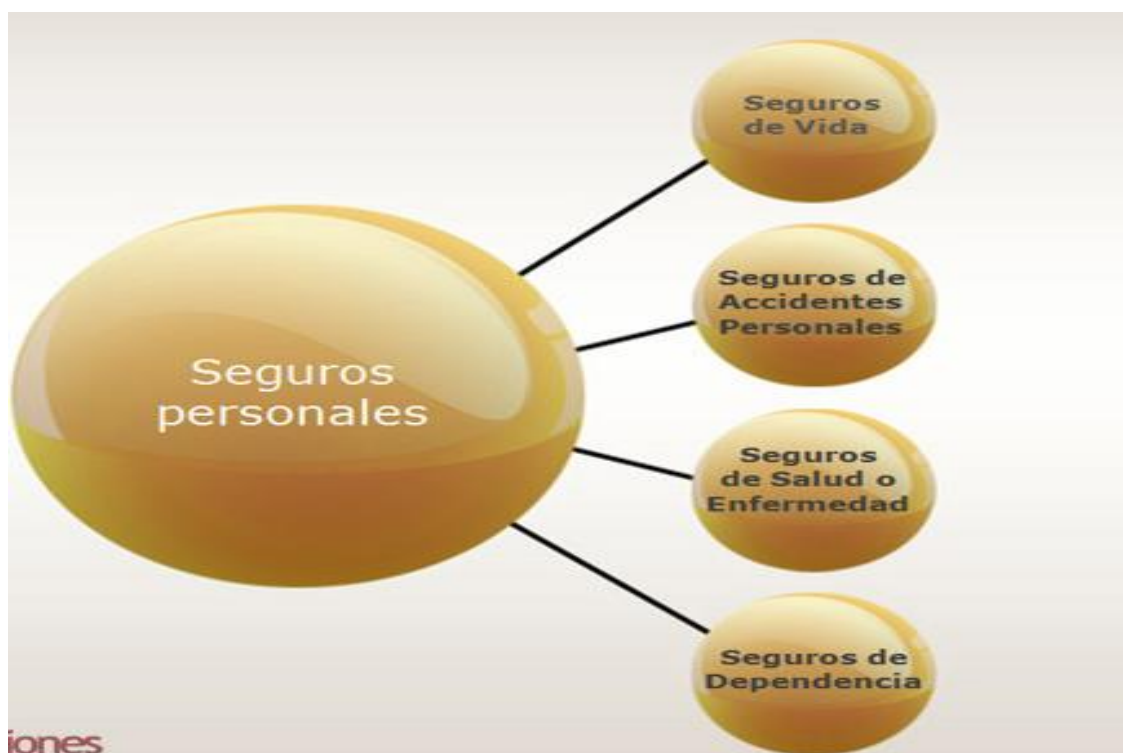 Seguros
personales
Seguros
de Vida
Seguros de
Accidentes
Personales
Seguros
de Salud o
Enfermedad
Seguros de
Dependencia
iones